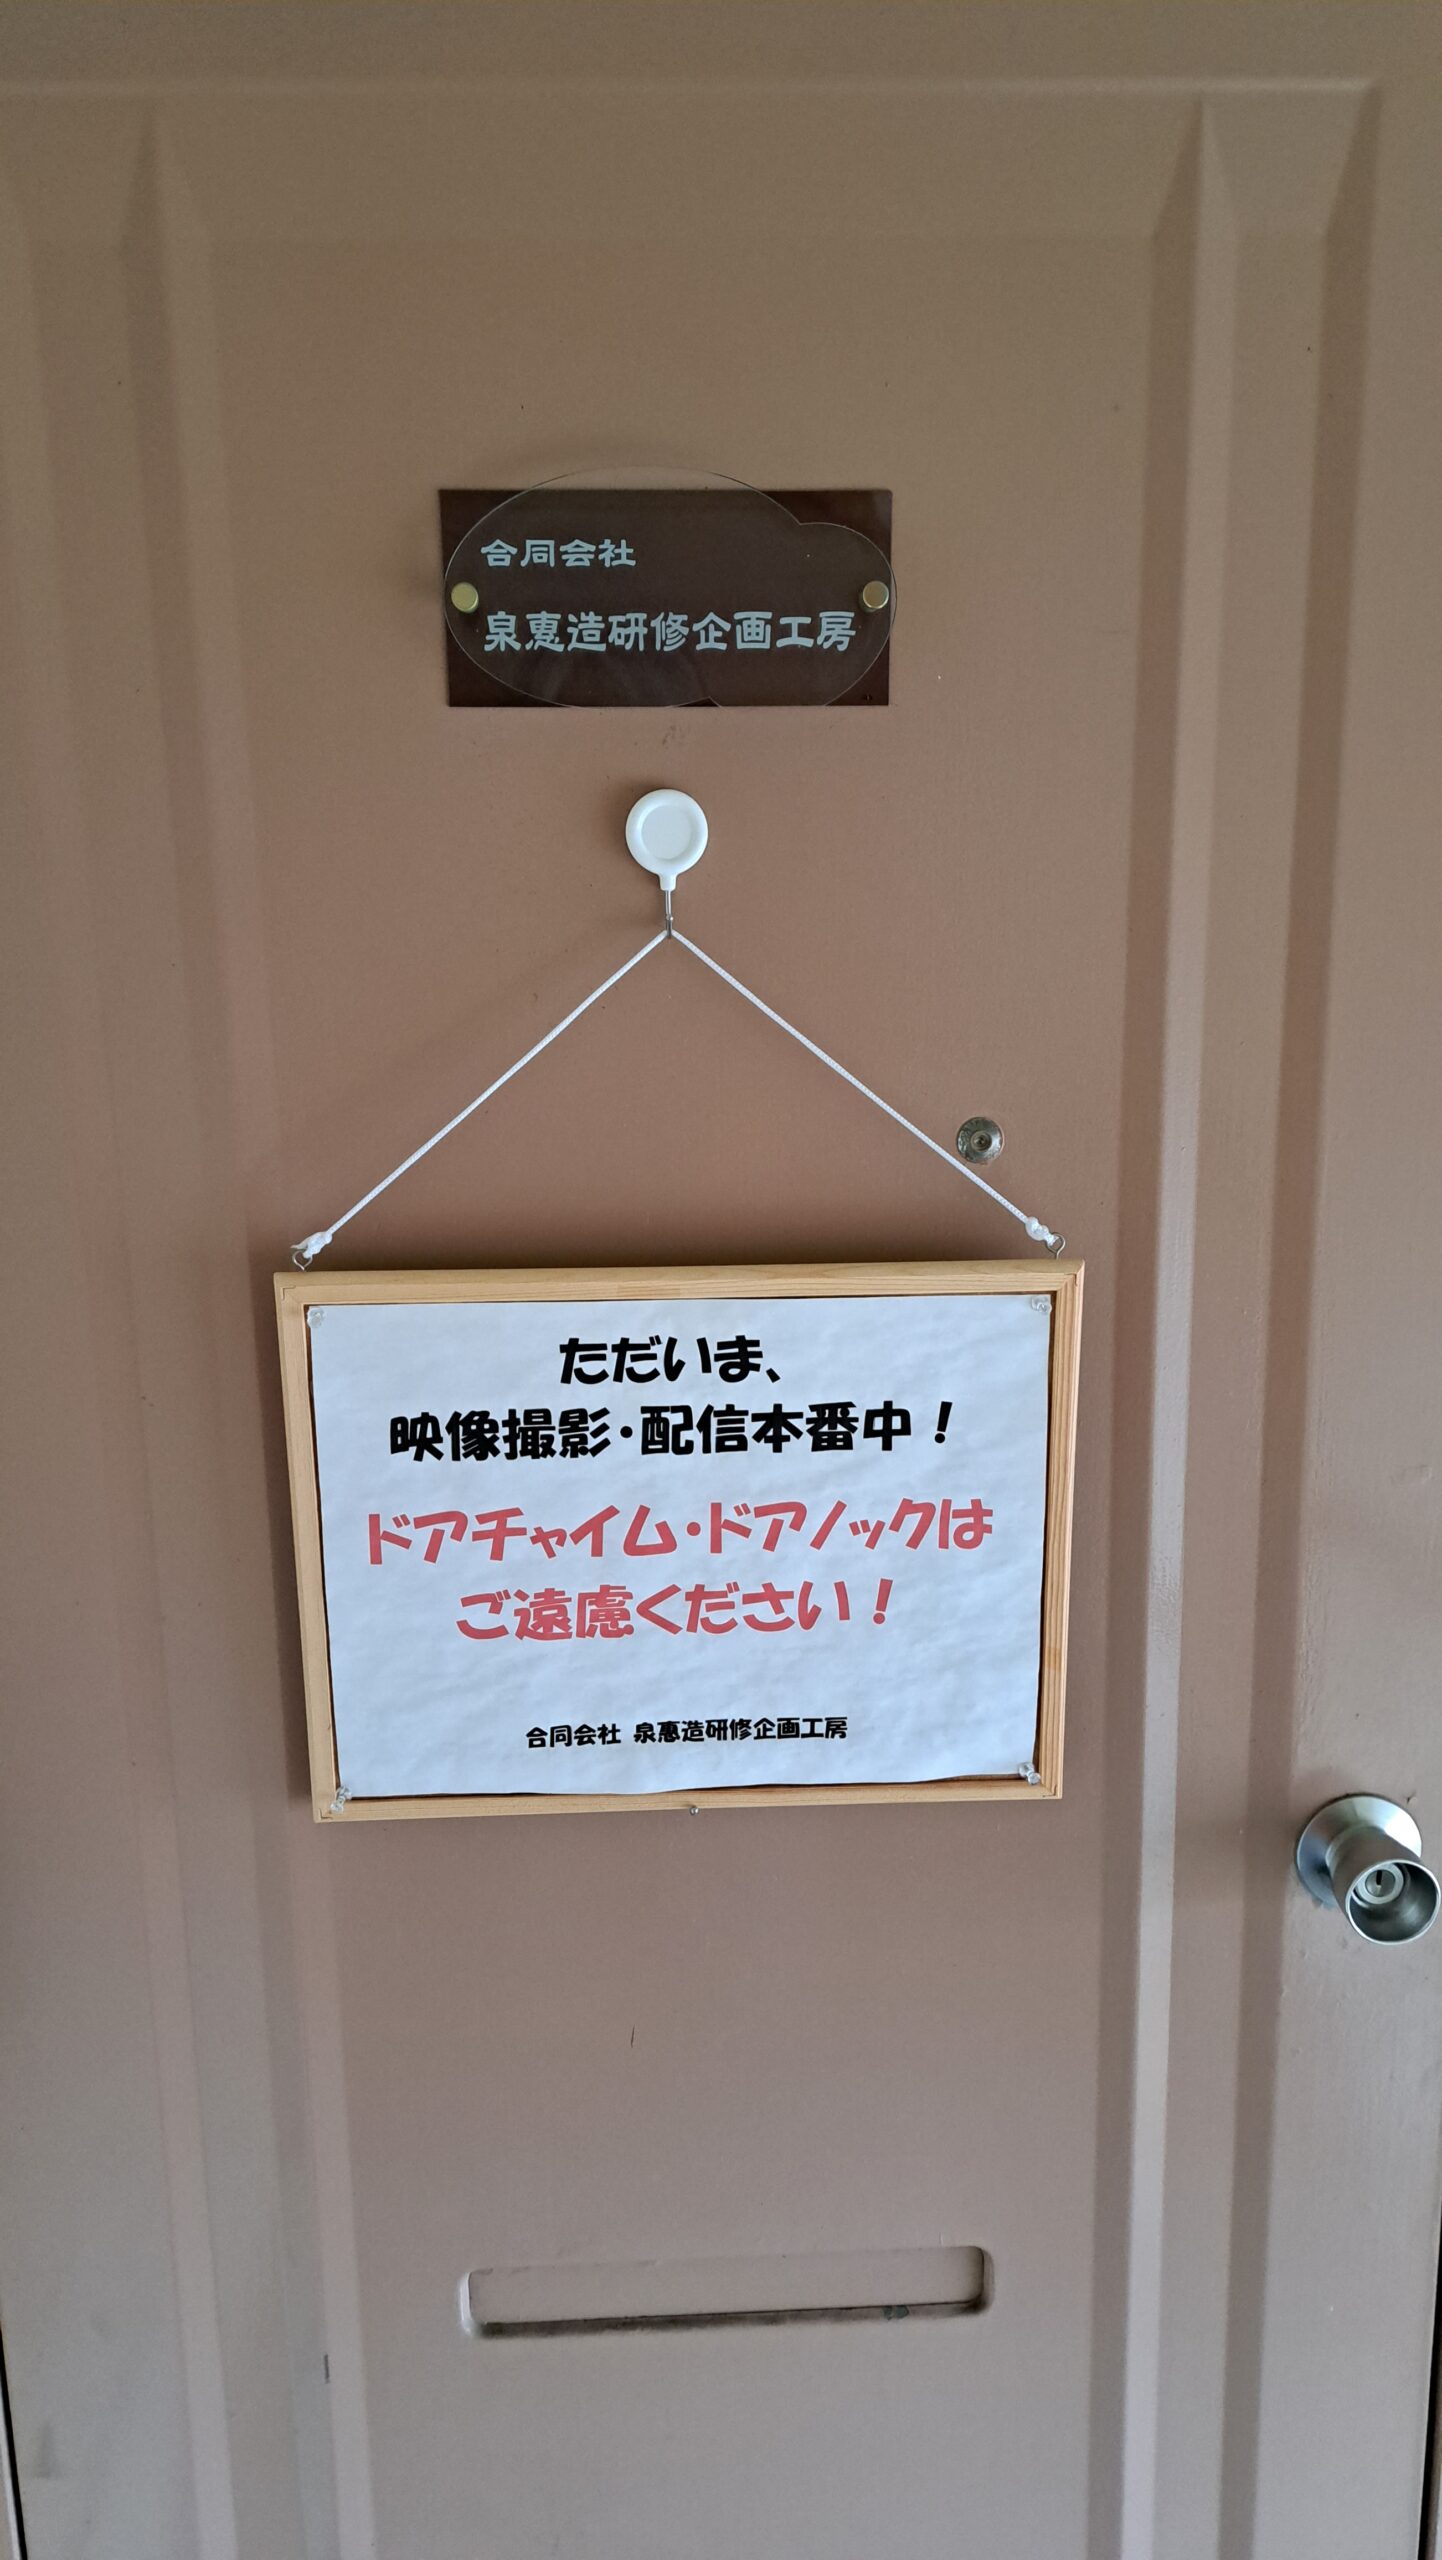 合同会社
泉惠造研修企画工房
ただいま、
映像撮影・配信本番中！
ドアチャイム・ドアノックは
ご遠慮ください！
合同会社 泉惠造研修企画工房